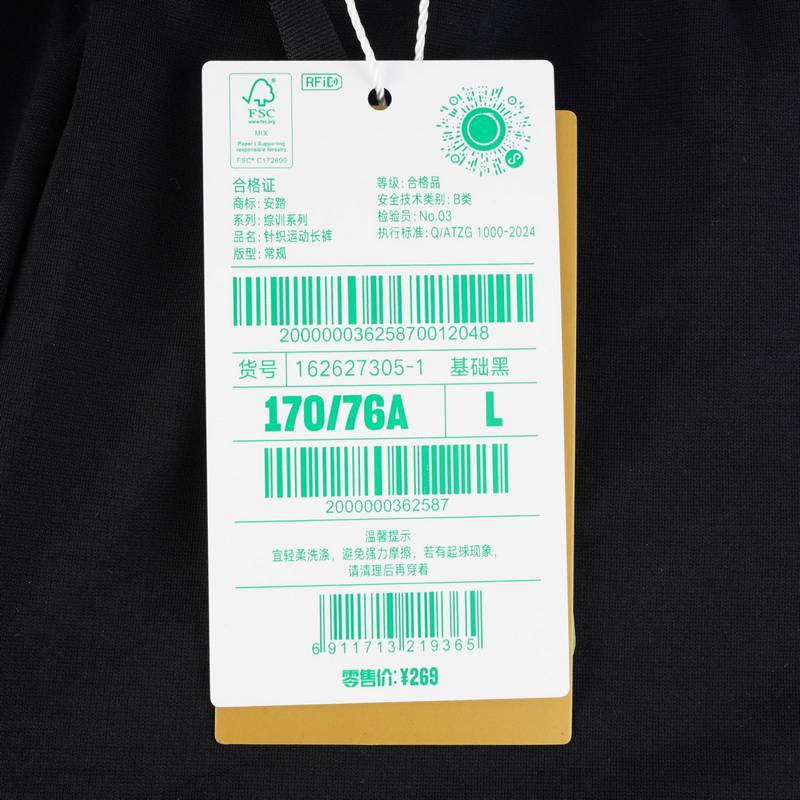 RFiD
FSC
www.fsc.org
MIX
Paper | Supporting
responsible forestry
FSC® C172600
合格证
商标:安踏
系列:综训系列
品名:针织运动长裤
版型:常规
等级:合格品
安全技术类别:B类
检验员:No.03
执行标准:Q/ATZG 1000-2024
20000003625870012048
货号 162627305-1 基础黑
170/76A L
2000000362587
温馨提示
宜轻柔洗涤，避免强力摩擦，若有起球现象，
请清理后再穿着
6 911713 219365
零售价:¥269